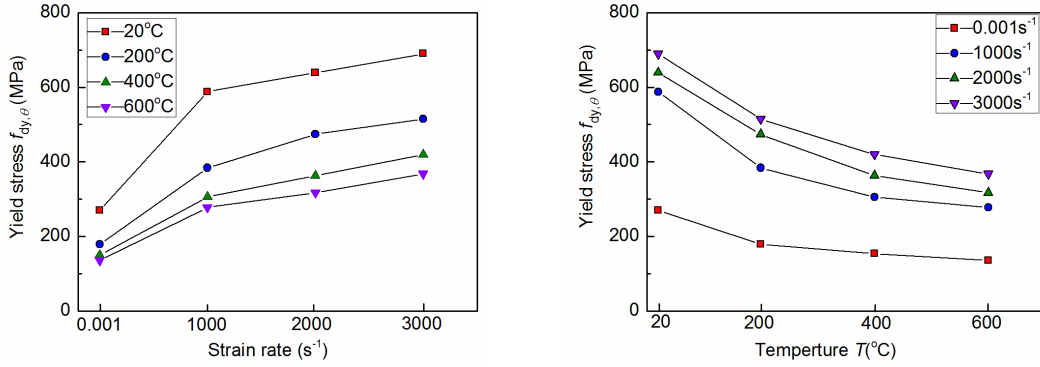 800
600
400
200
0
Yield stress f_dy,θ (MPa)
20°C
200°C
400°C
600°C
0.001 1000 2000 3000
Strain rate (s⁻¹)
800
600
400
200
0
Yield stress f_dy,θ (MPa)
0.001s⁻¹
1000s⁻¹
2000s⁻¹
3000s⁻¹
20 200 400 600
Temperture T(°C)